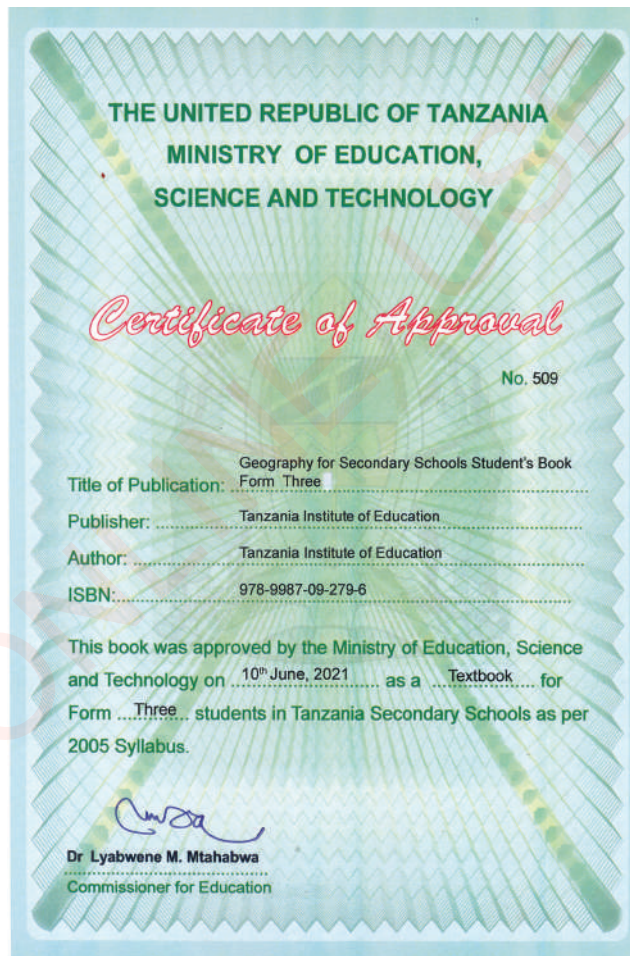 THE UNITED REPUBLIC OF TANZANIA
MINISTRY OF EDUCATION,
SCIENCE AND TECHNOLOGY
Certificate of Approval
No. 509
Title of Publication: Geography for Secondary Schools Student's Book
Form Three
Publisher: Tanzania Institute of Education
Author: Tanzania Institute of Education
ISBN: 978-9987-09-279-6
This book was approved by the Ministry of Education, Science
and Technology on 10th June, 2021 as a Textbook for
Form Three students in Tanzania Secondary Schools as per
2005 Syllabus.
Dr Lyabwene M. Mtahabwa
Commissioner for Education